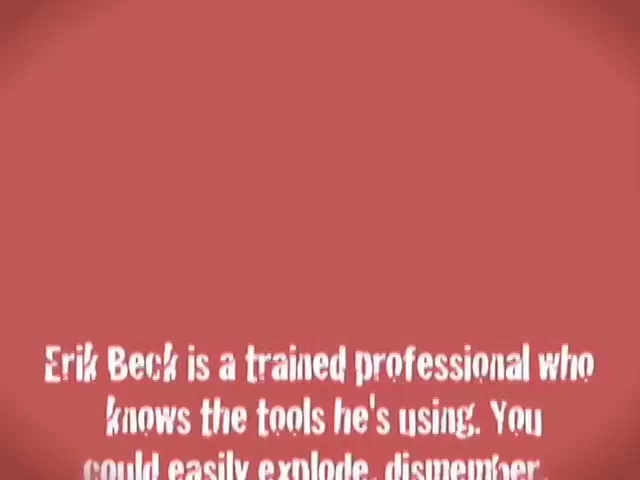 Erik Beck is a trained professional who
knows the tools he's using. You
could easily explode, dismember,